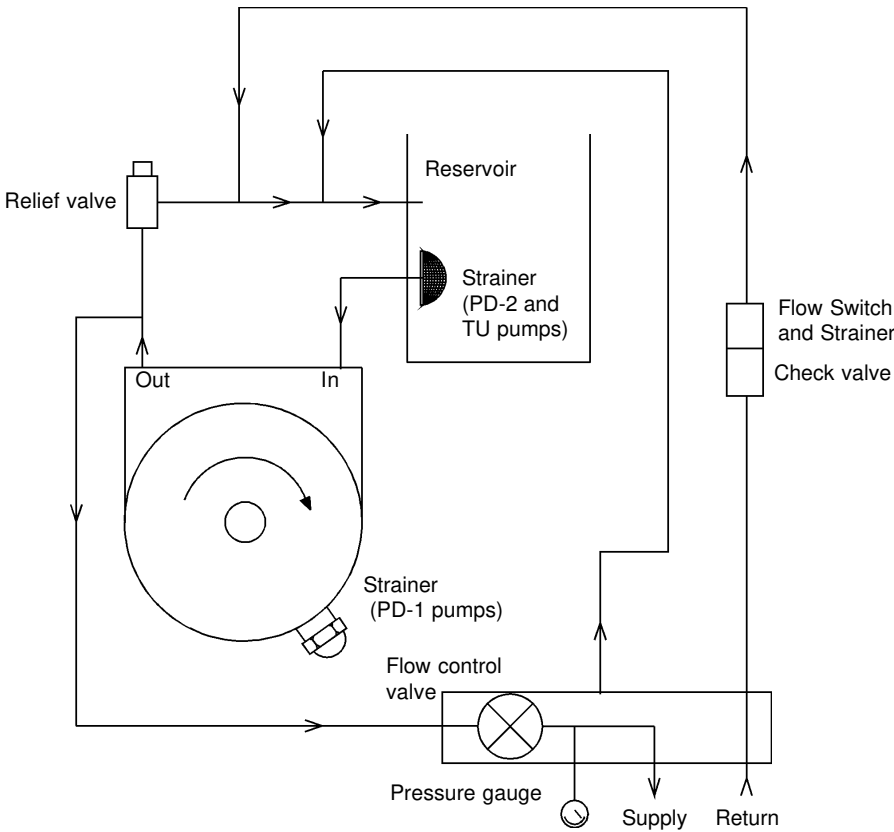 Reservoir
Relief valve
Strainer
(PD-2 and
TU pumps)
Flow Switch
and Strainer
Check valve
Out
In
Strainer
(PD-1 pumps)
Flow control
valve
Pressure gauge
Supply
Return